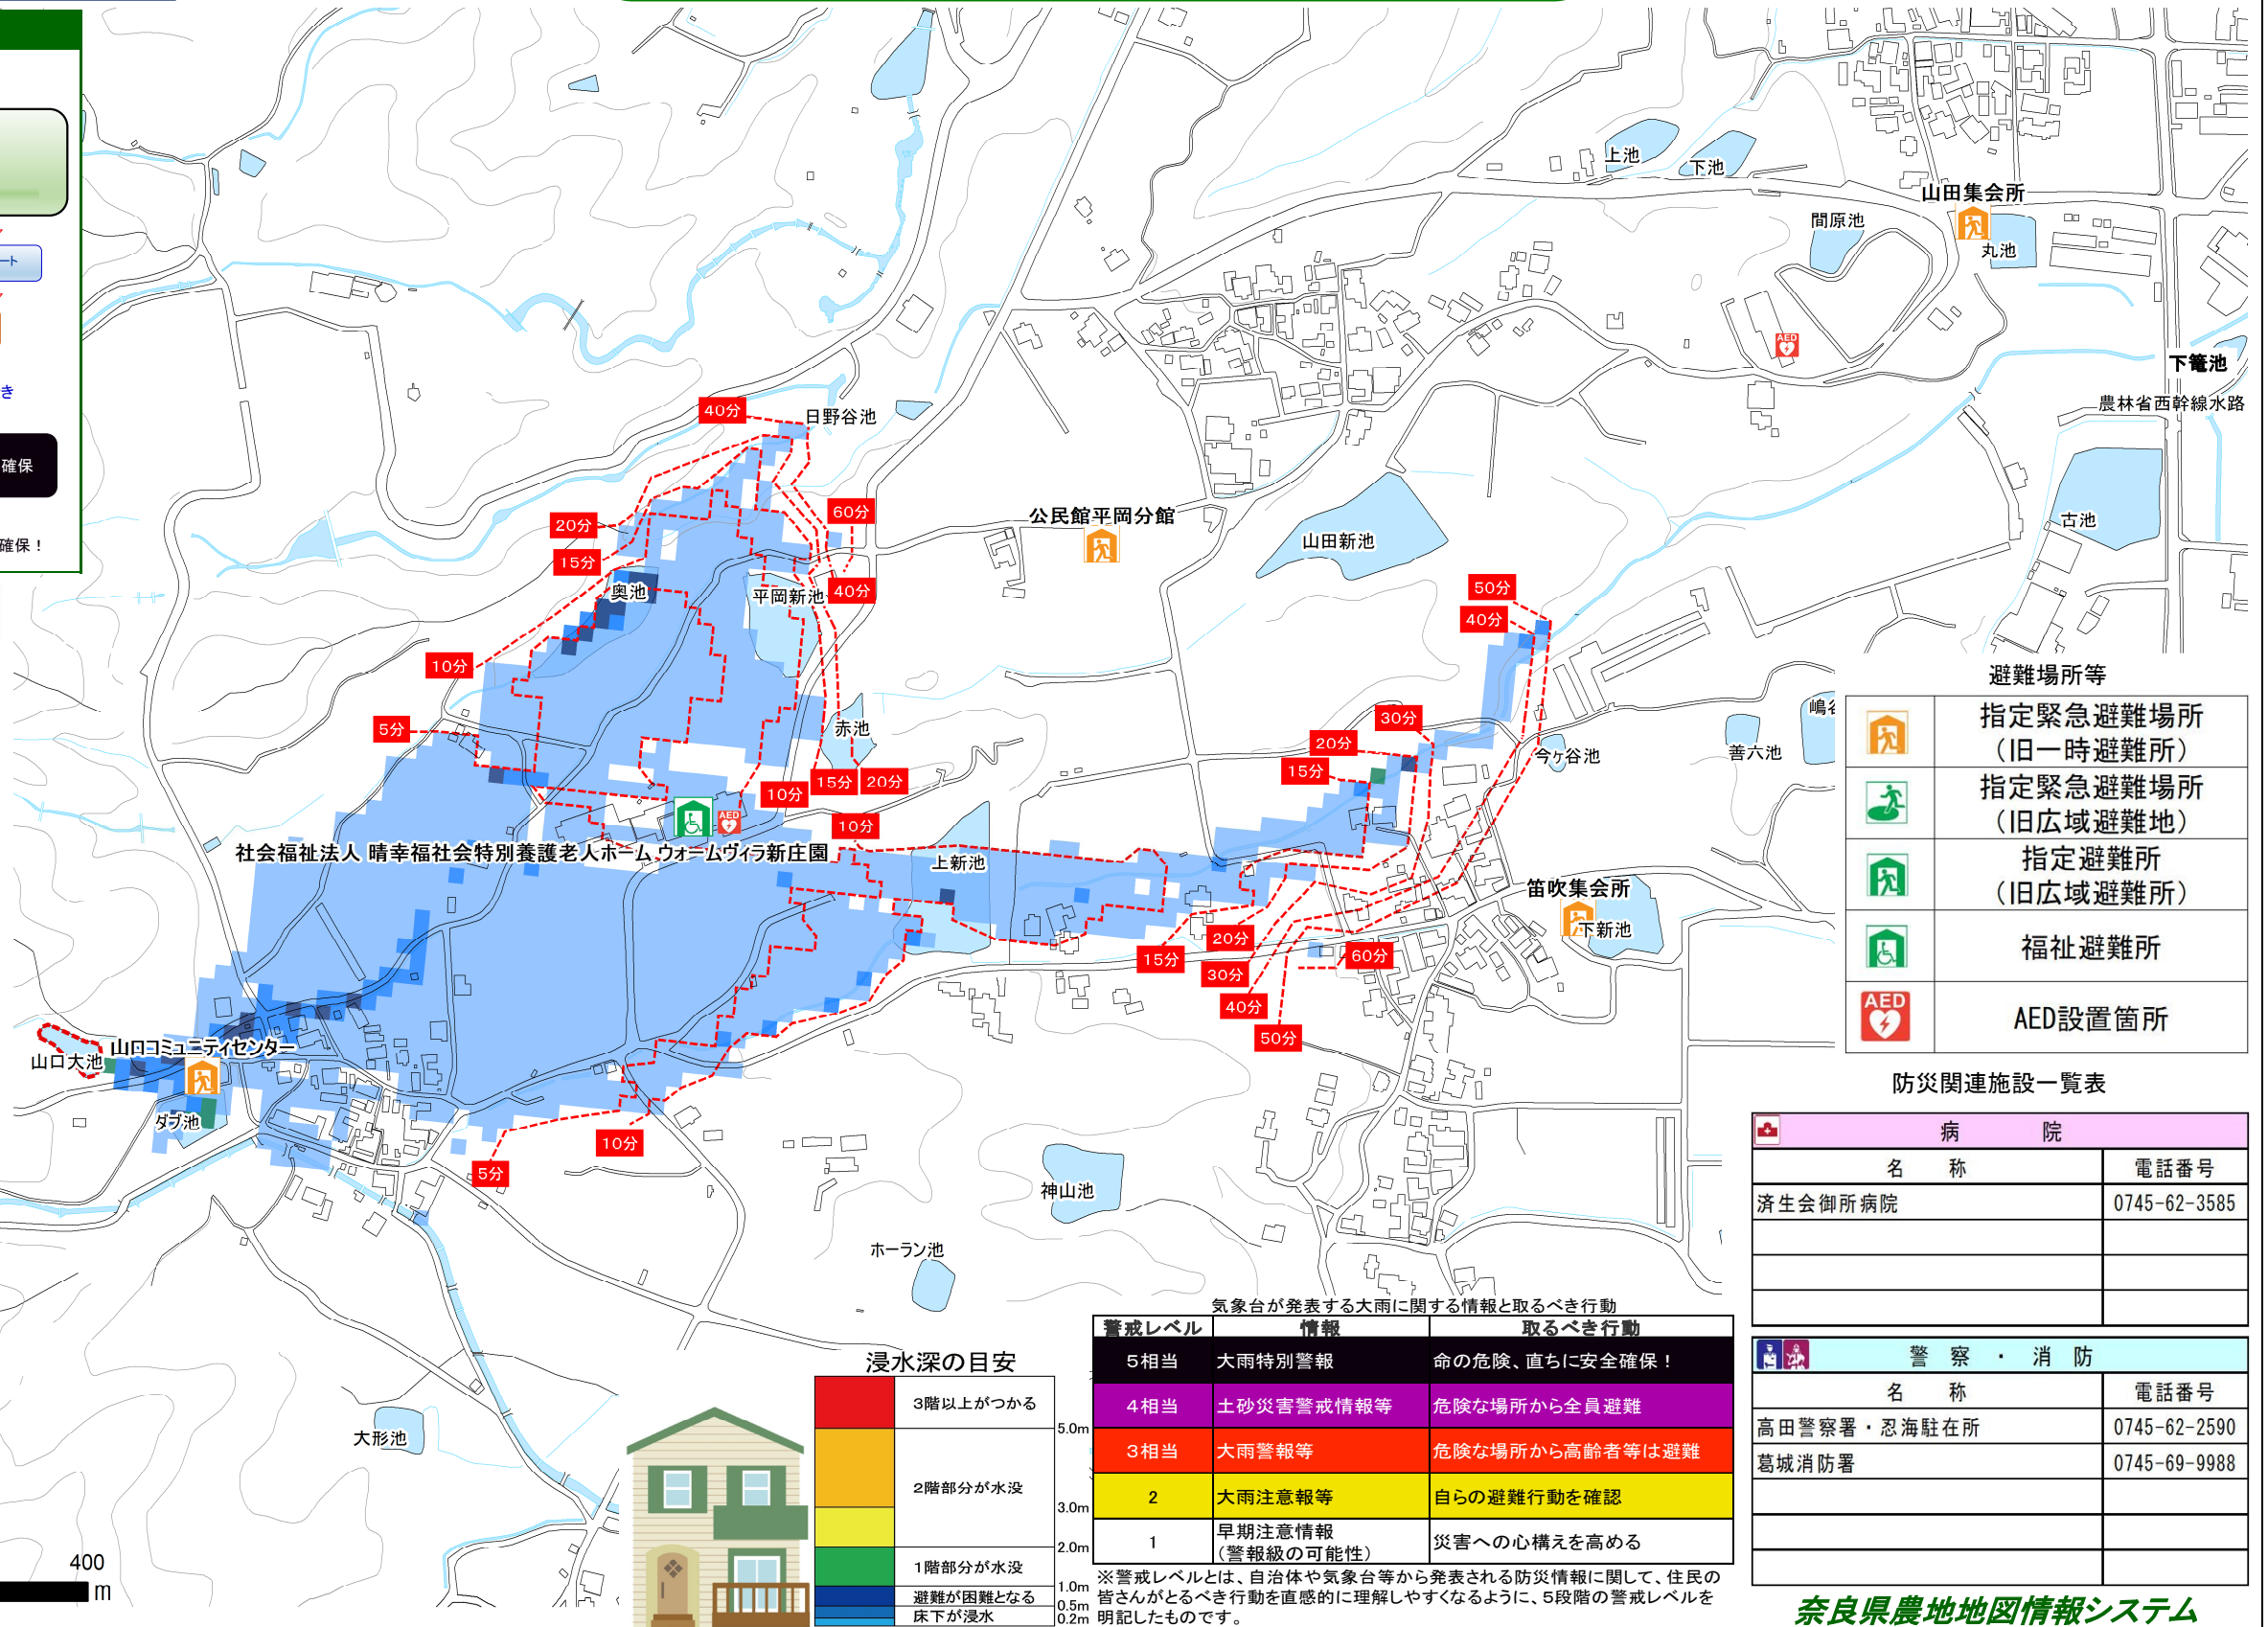 ート
き
確保
確保！
上池
下池
山田集会所
間原池
丸池
AED
下篭池
農林省西幹線水路
40分
日野谷池
20分
60分
公民館平岡分館
古池
15分
山田新池
奥池
平岡新池
40分
50分
40分
10分
5分
赤池
30分
20分
15分
今ヶ谷池
善六池
10分
15分
20分
AED
10分
社会福祉法人 晴幸福祉会特別養護老人ホーム ウォームヴィラ新庄園
上新池
笛吹集会所
下新池
20分
15分
60分
30分
40分
50分
山口コミュニティセンター
山口大池
ダブ池
10分
5分
神山池
ホーラン池
大形池
400
m
避難場所等
指定緊急避難場所
（旧一時避難所）
指定緊急避難場所
（旧広域避難地）
指定避難所
（旧広域避難所）
福祉避難所
AED
AED設置箇所
防災関連施設一覧表
病 院
名 称 電話番号
済生会御所病院 0745-62-3585
警 察 ・ 消 防
名 称 電話番号
高田警察署・忍海駐在所 0745-62-2590
葛城消防署 0745-69-9988
奈良県農地地図情報システム
気象台が発表する大雨に関する情報と取るべき行動
警戒レベル 情報 取るべき行動
5相当 大雨特別警報 命の危険、直ちに安全確保！
4相当 土砂災害警戒情報等 危険な場所から全員避難
3相当 大雨警報等 危険な場所から高齢者等は避難
2 大雨注意報等 自らの避難行動を確認
1 早期注意情報
（警報級の可能性） 災害への心構えを高める
※警戒レベルとは、自治体や気象台等から発表される防災情報に関して、住民の
皆さんがとるべき行動を直感的に理解しやすくなるように、5段階の警戒レベルを
明記したものです。
浸水深の目安
3階以上がつかる
5.0m
2階部分が水没
3.0m
2.0m
1階部分が水没
1.0m
避難が困難となる
0.5m
床下が浸水
0.2m